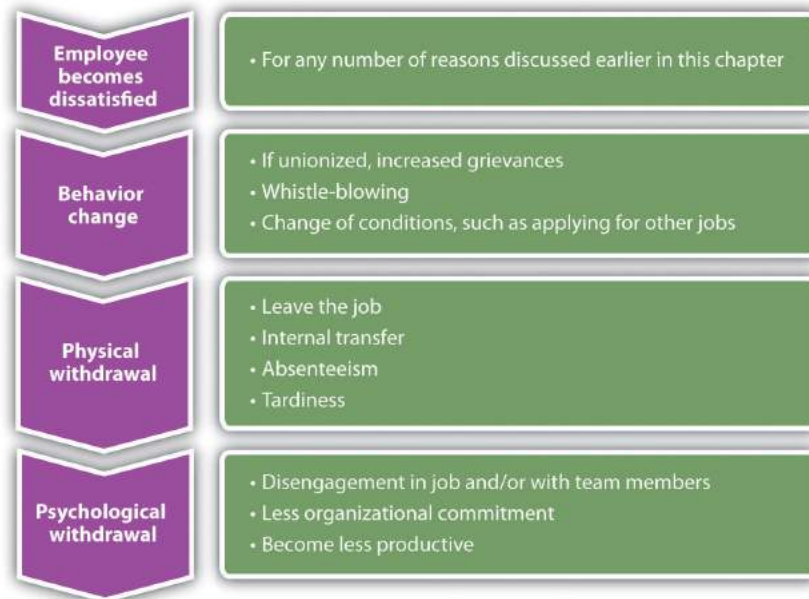 Employee
becomes
dissatisfied
• For any number of reasons discussed earlier in this chapter
Behavior
change
• If unionized, increased grievances
• Whistle-blowing
• Change of conditions, such as applying for other jobs
Physical
withdrawal
• Leave the job
• Internal transfer
• Absenteeism
• Tardiness
Psychological
withdrawal
• Disengagement in job and/or with team members
• Less organizational commitment
• Become less productive